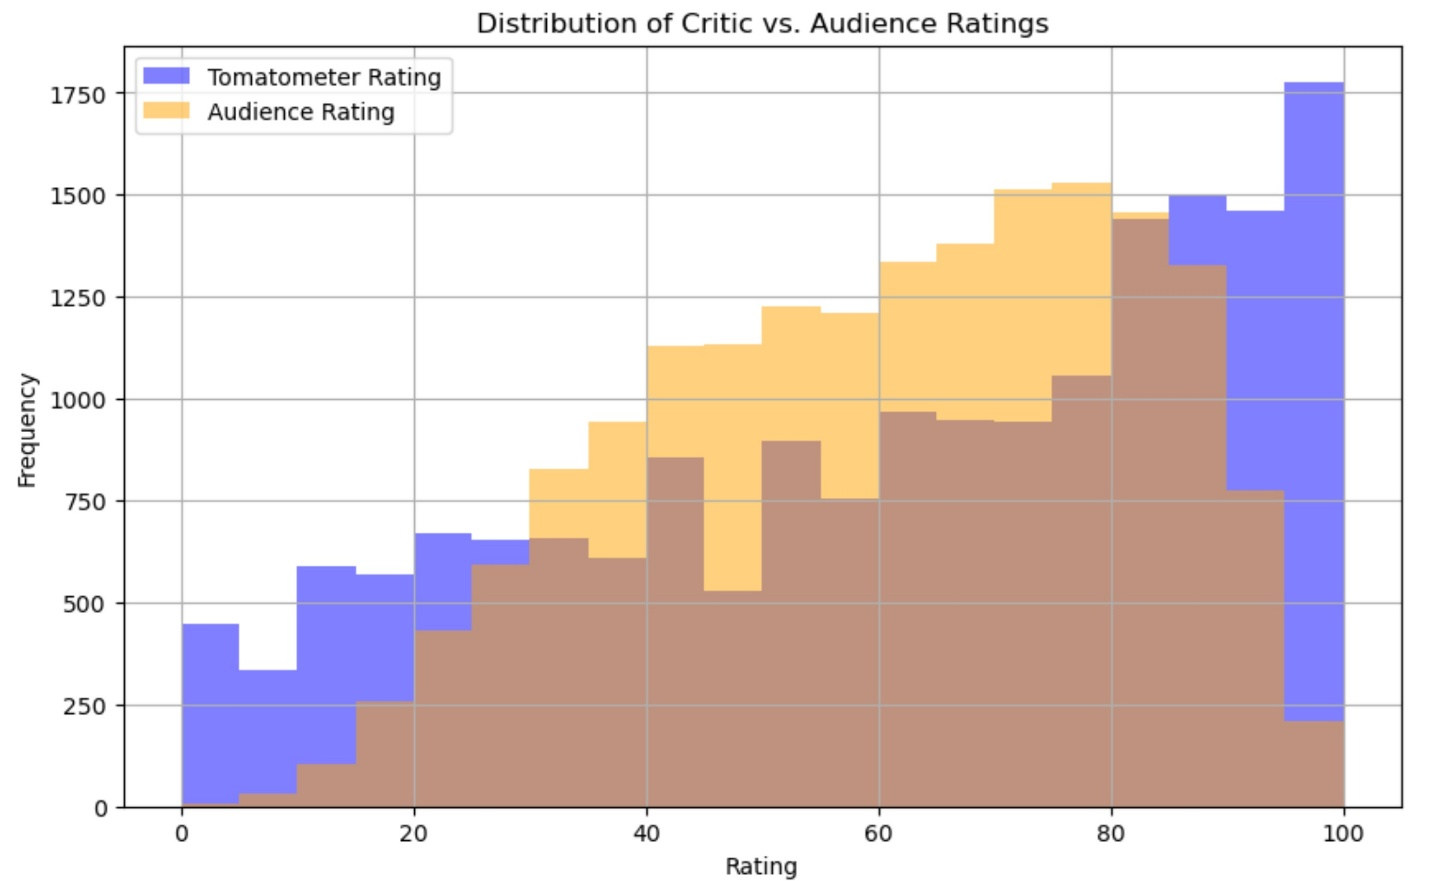 Distribution of Critic vs. Audience Ratings
Tomatometer Rating
Audience Rating
1750
1500
1250
1000
750
500
250
0
Frequency
0 20 40 60 80 100
Rating